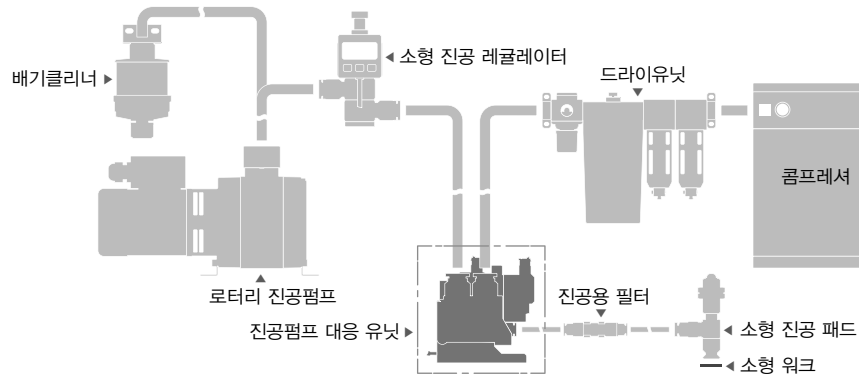 소형 진공 레귤레이터
드라이유닛
배기클리너
콤프레셔
로터리 진공펌프
진공용 필터
진공펌프 대응 유닛
소형 진공 패드
소형 워크